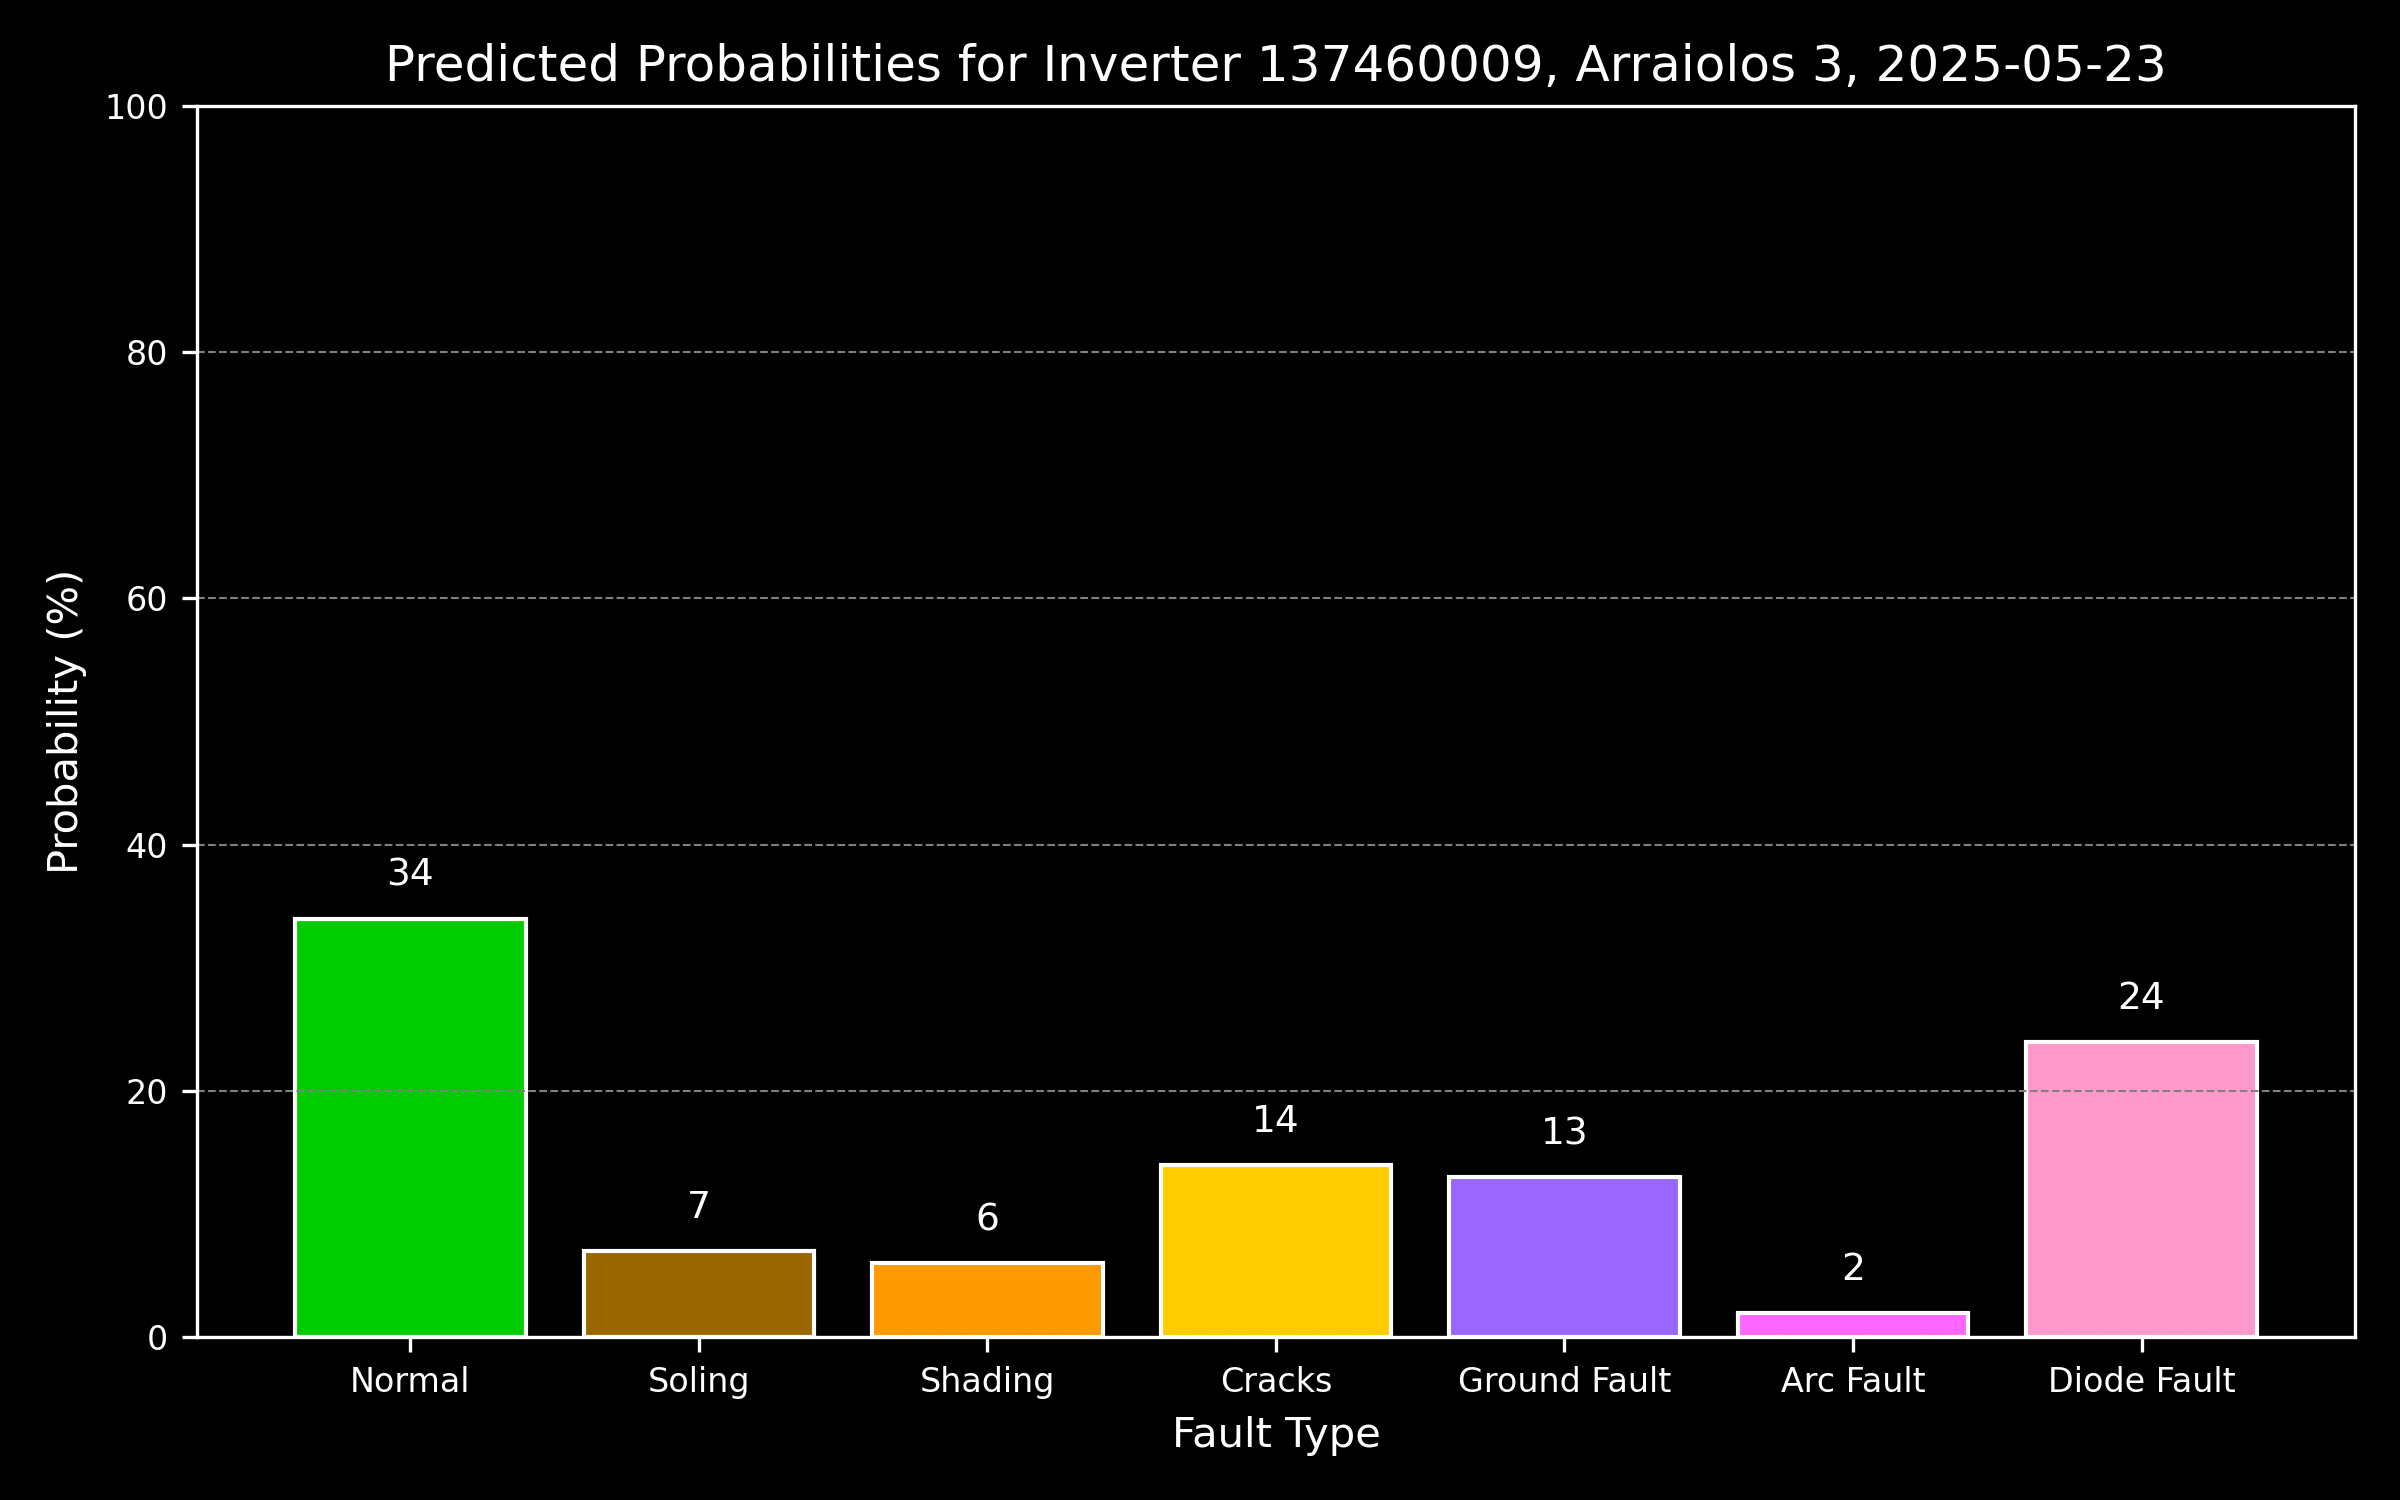 Predicted Probabilities for Inverter 137460009, Arraiolos 3, 2025-05-23
100
80
60
40
20
0
Probability (%)
34
7
6
14
13
2
24
Normal
Soling
Shading
Cracks
Ground Fault
Arc Fault
Diode Fault
Fault Type